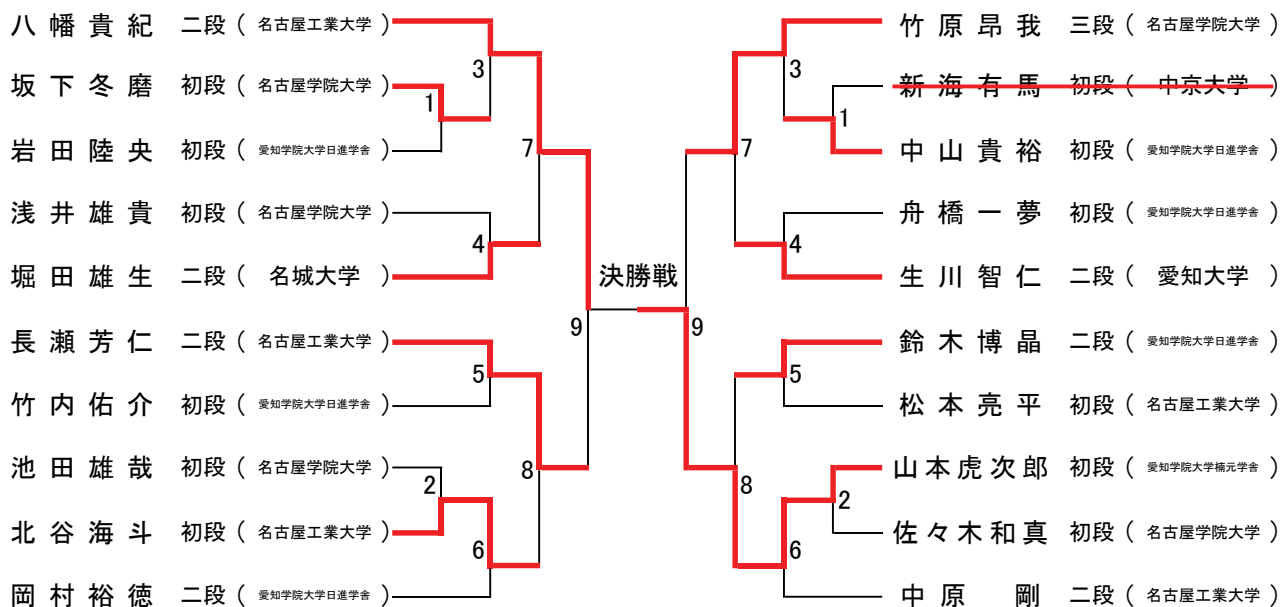 八幡貴紀 二段 ( 名古屋工業大学 )
坂下冬磨 初段 ( 名古屋学院大学 )
岩田陸央 初段 ( 愛知学院大学日進学舎 )
浅井雄貴 初段 ( 名古屋学院大学 )
堀田雄生 二段 ( 名城大学 )
長瀬芳仁 二段 ( 名古屋工業大学 )
竹内佑介 初段 ( 愛知学院大学日進学舎 )
池田雄哉 初段 ( 名古屋学院大学 )
北谷海斗 初段 ( 名古屋工業大学 )
岡村裕徳 二段 ( 愛知学院大学日進学舎 )
3
1
7
4
9
5
8
2
6
決勝戦
3
1
7
4
9
5
8
2
6
竹原昂我 三段 ( 名古屋学院大学 )
新海有馬 初段 ( 中京大学 )
中山貴裕 初段 ( 愛知学院大学日進学舎 )
舟橋一夢 初段 ( 愛知学院大学日進学舎 )
生川智仁 二段 ( 愛知大学 )
鈴木博晶 二段 ( 愛知学院大学日進学舎 )
松本亮平 初段 ( 名古屋工業大学 )
山本虎次郎 初段 ( 愛知学院大学楠元学舎 )
佐々木和真 初段 ( 名古屋学院大学 )
中原 剛 二段 ( 名古屋工業大学 )